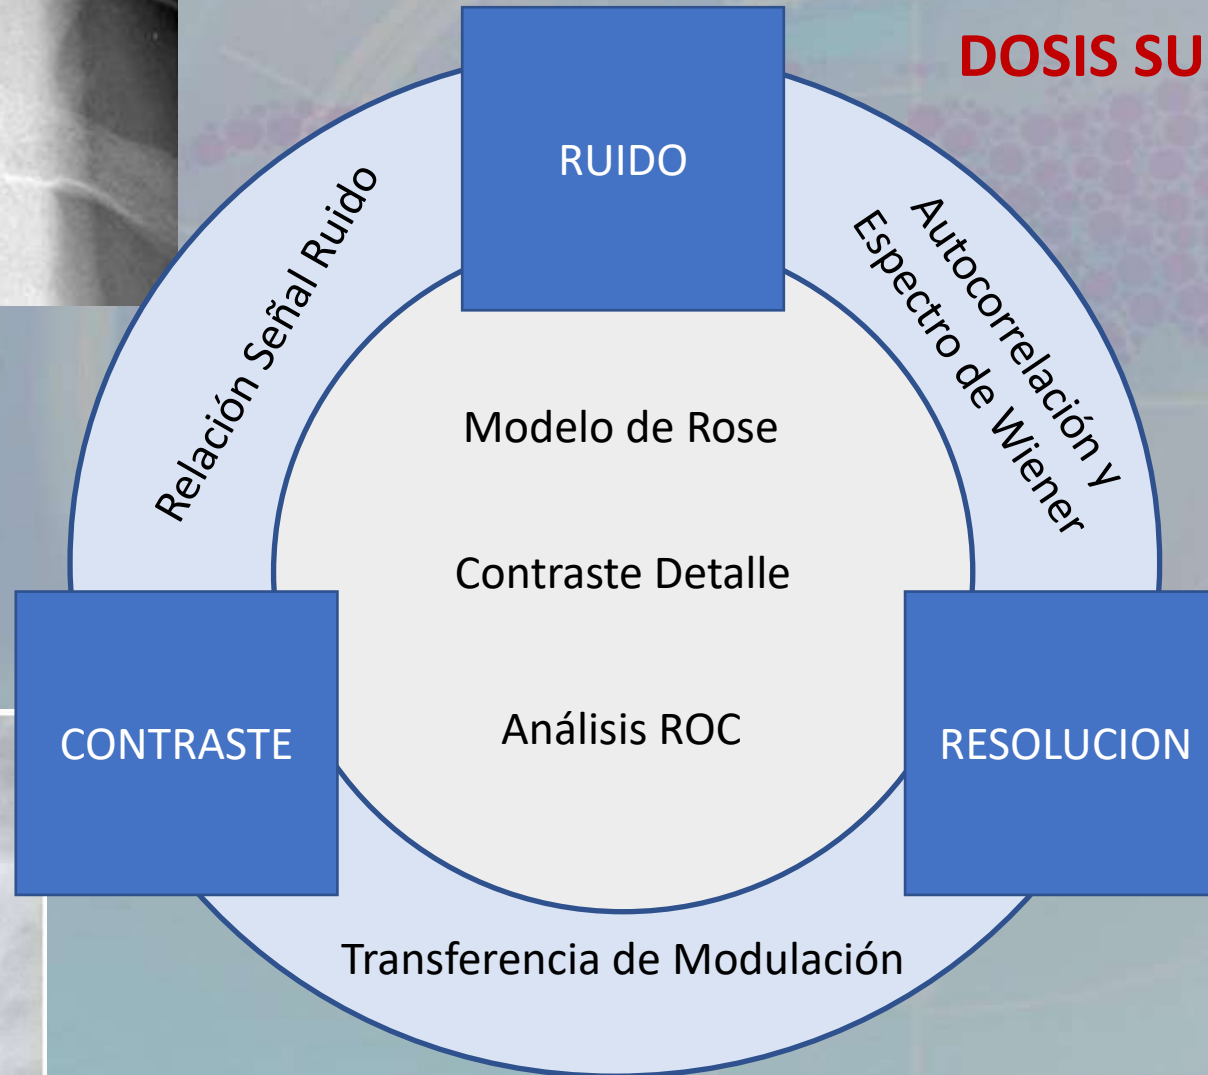 DOSIS SU
RUIDO
Relación Señal Ruido
Autocorrelación y
Espectro de Wiener
Modelo de Rose
Contraste Detalle
Análisis ROC
CONTRASTE
RESOLUCION
Transferencia de Modulación